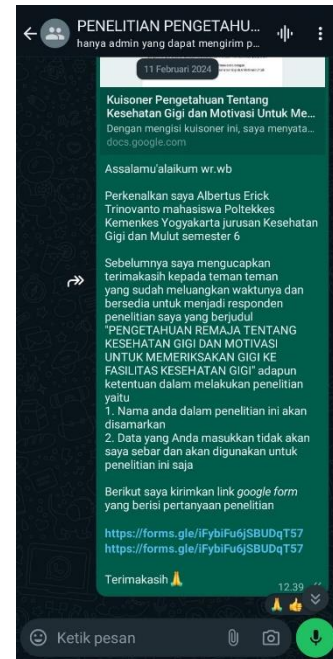 PENELITIAN PENGETAHU...
hanya admin yang dapat mengirim p...
11 Februari 2024
Kuisoner Pengetahuan Tentang
Kesehatan Gigi dan Motivasi Untuk Me...
Dengan mengisi kuisoner ini, saya menyata...
docs.google.com
Assalamu'alaikum wr.wb
Perkenalkan saya Albertus Erick
Trinovanto mahasiswa Poltekkes
Kemenkes Yogyakarta jurusan Kesehatan
Gigi dan Mulut semester 6
Sebelumnya saya mengucapkan
terimakasih kepada teman teman
yang sudah meluangkan waktunya dan
bersedia untuk menjadi responden
penelitian saya yang berjudul
"PENGETAHUAN REMAJA TENTANG
KESEHATAN GIGI DAN MOTIVASI
UNTUK MEMERIKSAKAN GIGI KE
FASILITAS KESEHATAN GIGI" adapun
ketentuan dalam melakukan penelitian
yaitu
1. Nama anda dalam penelitian ini akan
disamarkan
2. Data yang Anda masukkan tidak akan
saya sebar dan akan digunakan untuk
penelitian ini saja
Berikut saya kirimkan link google form
yang berisi pertanyaan penelitian
https://forms.gle/iFybiFu6jSBUDqT57
https://forms.gle/iFybiFu6jSBUDqT57
Terimakasih🙏
12.39
🙏👍
Ketik pesan